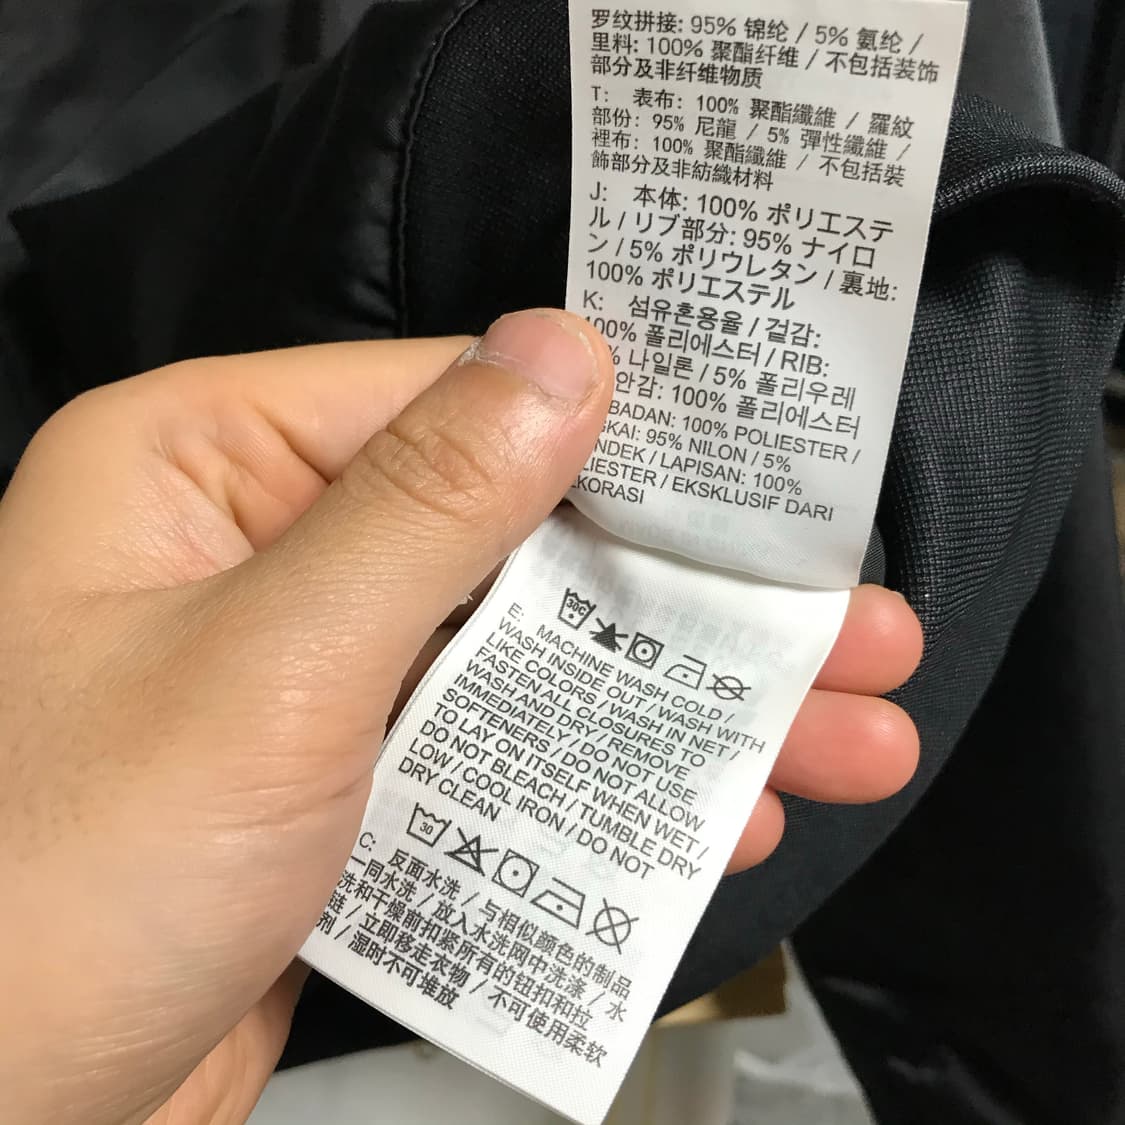 罗纹拼接: 95% 锦纶 / 5% 氨纶 /
里料: 100% 聚酯纤维 / 不包括装饰
部分及非纤维物质
T: 表布: 100% 聚酯纖維 / 羅紋
部份: 95% 尼龍 / 5% 彈性纖維 /
裡布: 100% 聚酯纖維 / 不包括裝
飾部分及非紡織材料
J: 本体: 100% ポリエステ
ル / リブ部分: 95% ナイロ
ン / 5% ポリウレタン / 裏地:
100% ポリエステル
K: 섬유혼용율 / 겉감:
100% 폴리에스터 / RIB:
% 나일론 / 5% 폴리우레
안감: 100% 폴리에스터
BADAN: 100% POLIESTER /
GKAI: 95% NILON / 5%
NDEK / LAPISAN: 100%
LIESTER / EKSKLUSIF DARI
KORASI
30C
E: MACHINE WASH COLD /
WASH INSIDE OUT / WASH WITH
LIKE COLORS / WASH IN NET /
FASTEN ALL CLOSURES TO
WASH AND DRY / REMOVE
IMMEDIATELY / DO NOT USE
SOFTENERS / DO NOT ALLOW
TO LAY ON ITSELF WHEN WET /
DO NOT BLEACH / TUMBLE DRY
LOW / COOL IRON / DO NOT
DRY CLEAN
30
C: 反面水洗 / 与相似颜色的制品
一同水洗 / 放入水洗网中洗涤 / 水
洗和干燥前扣紧所有的钮扣和拉
链 / 立即移走衣物 / 不可使用柔软
剂 / 湿时不可堆放